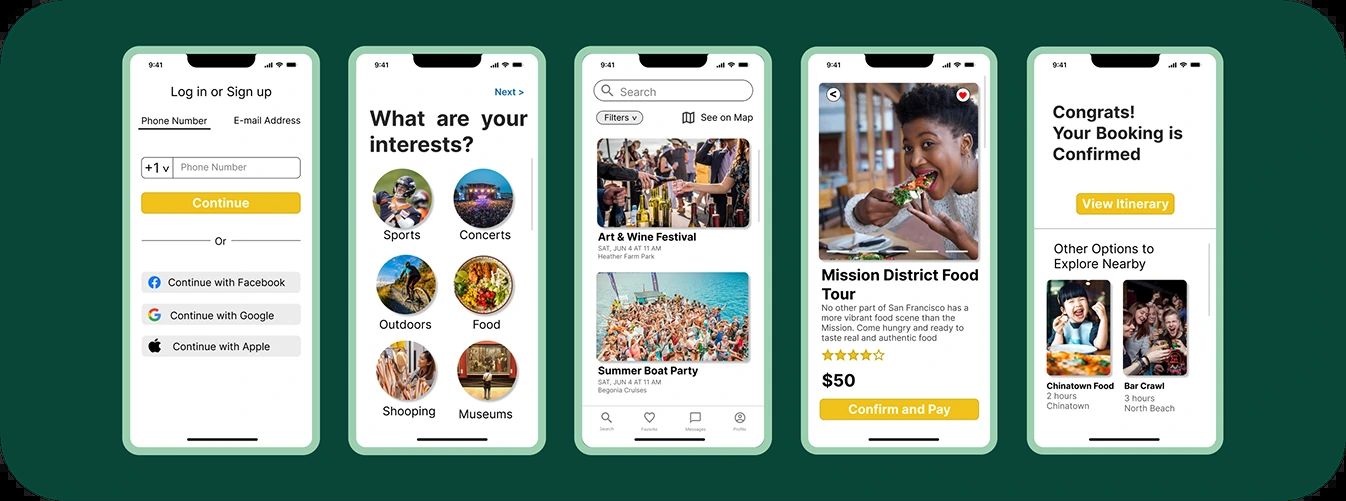 9:41
Log in or Sign up
Phone Number
E-mail Address
+1 v
Phone Number
Continue
Or
Continue with Facebook
Continue with Google
Continue with Apple
9:41
Next >
What are your
interests?
Sports
Concerts
Outdoors
Food
Shooping
Museums
9:41
Search
Filters v
See on Map
Art & Wine Festival
SAT, JUN 4 AT 11 AM
Heather Farm Park
Summer Boat Party
SAT, JUN 4 AT 11 AM
Begonia Cruises
Search
Favorite
Messages
Profile
9:41
<
Mission District Food
Tour
No other part of San Francisco has a
more vibrant food scene than the
Mission. Come hungry and ready to
taste real and authentic food
$50
Confirm and Pay
9:41
Congrats!
Your Booking is
Confirmed
View Itinerary
Other Options to
Explore Nearby
Chinatown Food
2 hours
Chinatown
Bar Crawl
3 hours
North Beach